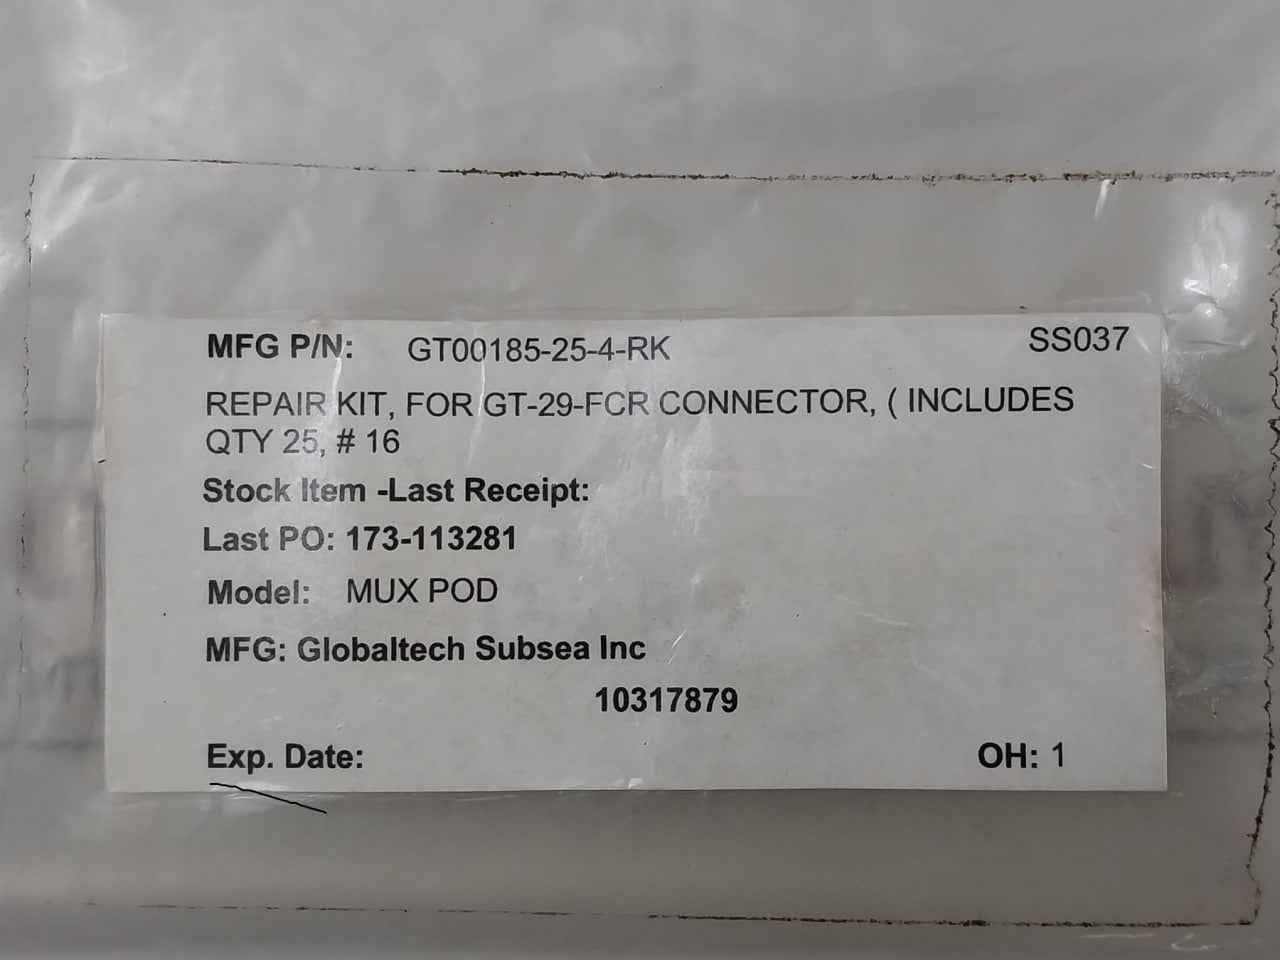 MFG P/N: GT00185-25-4-RK SS037
REPAIR KIT, FOR GT-29-FCR CONNECTOR, ( INCLUDES
QTY 25, # 16
Stock Item -Last Receipt:
Last PO: 173-113281
Model: MUX POD
MFG: Globaltech Subsea Inc
10317879
Exp. Date: OH: 1